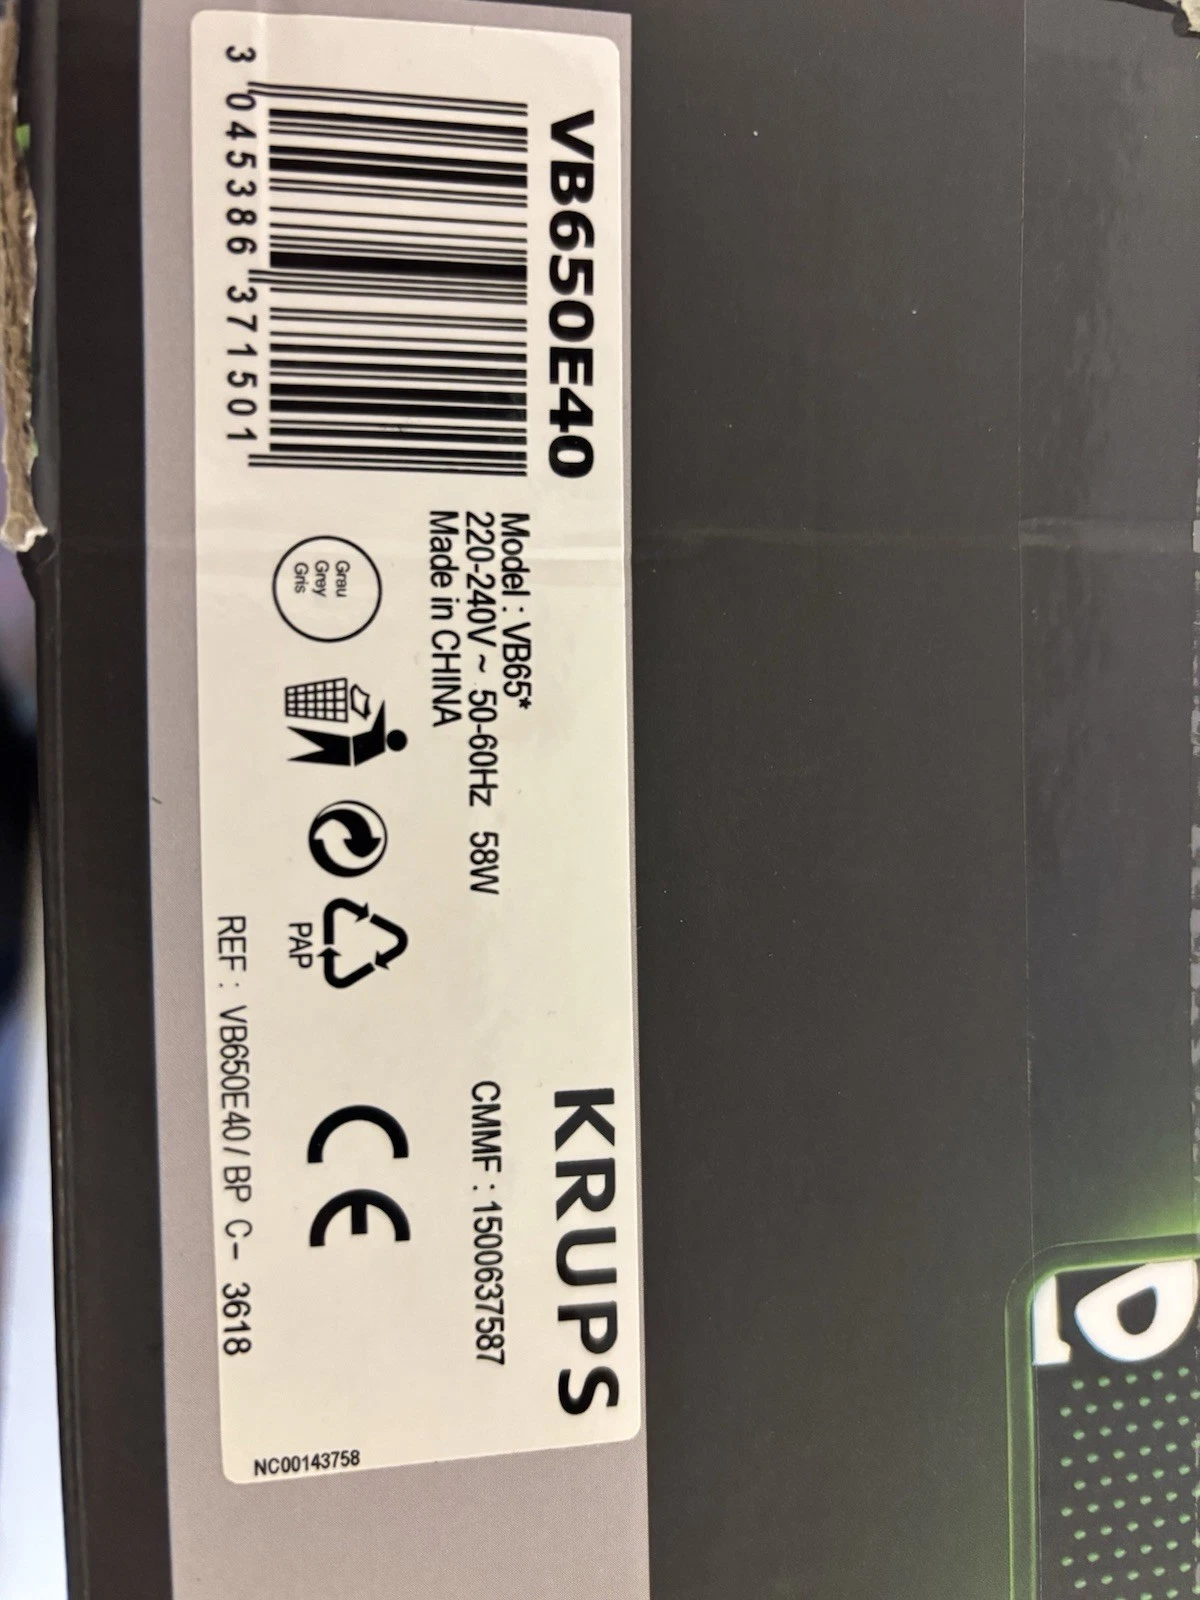 VB650E40
KRUPS
Model : VB65*
220-240V ~ 50-60Hz 58W
CMMF : 1500637587
Made in CHINA
3 045386 371501
Grau
Grey
Gris
PAP
CE
REF : VB650E40 / BP C- 3618
NC00143758